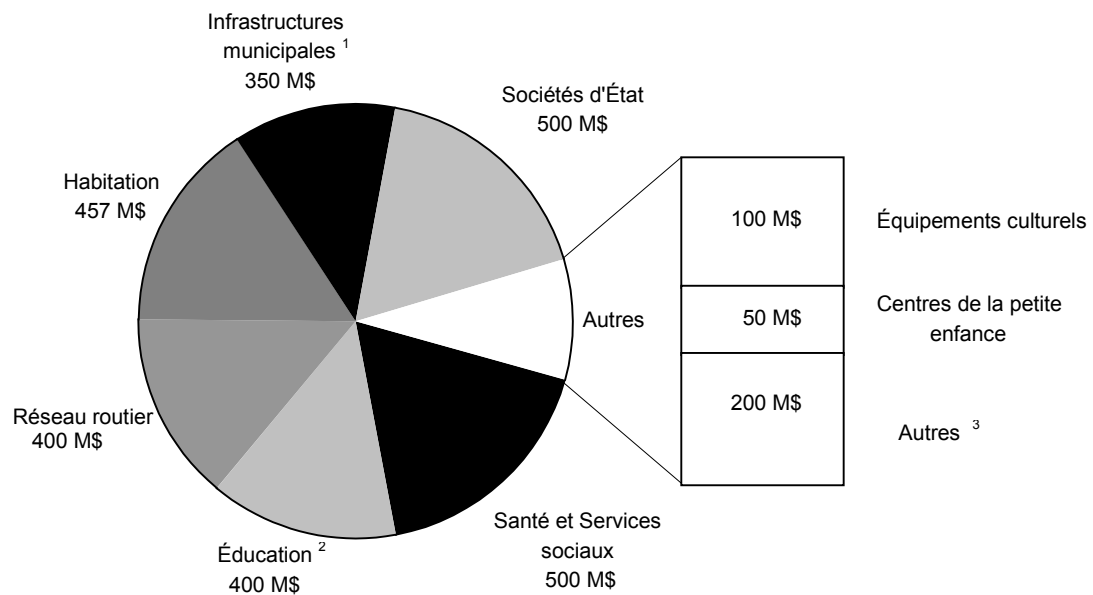 Infrastructures
municipales 1
350 M$
Sociétés d'État
500 M$
Habitation
457 M$
100 M$
Équipements culturels
Autres
50 M$
Centres de la petite
enfance
200 M$
Autres 3
Réseau routier
400 M$
Santé et Services
sociaux
500 M$
Éducation 2
400 M$